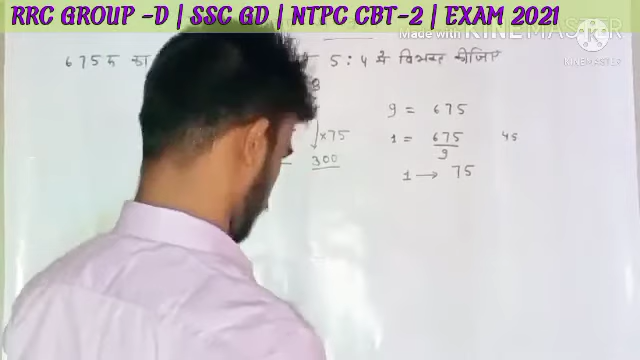 RRC GROUP -D | SSC GD | NTPC CBT-2 | EXAM 2021
Made with KINEMASTER
KINEMASTER
675 का 5 : 4 में विभक्त कीजिए
9 = 675
↓×75
1 = 675/9 45
300
1 → 75